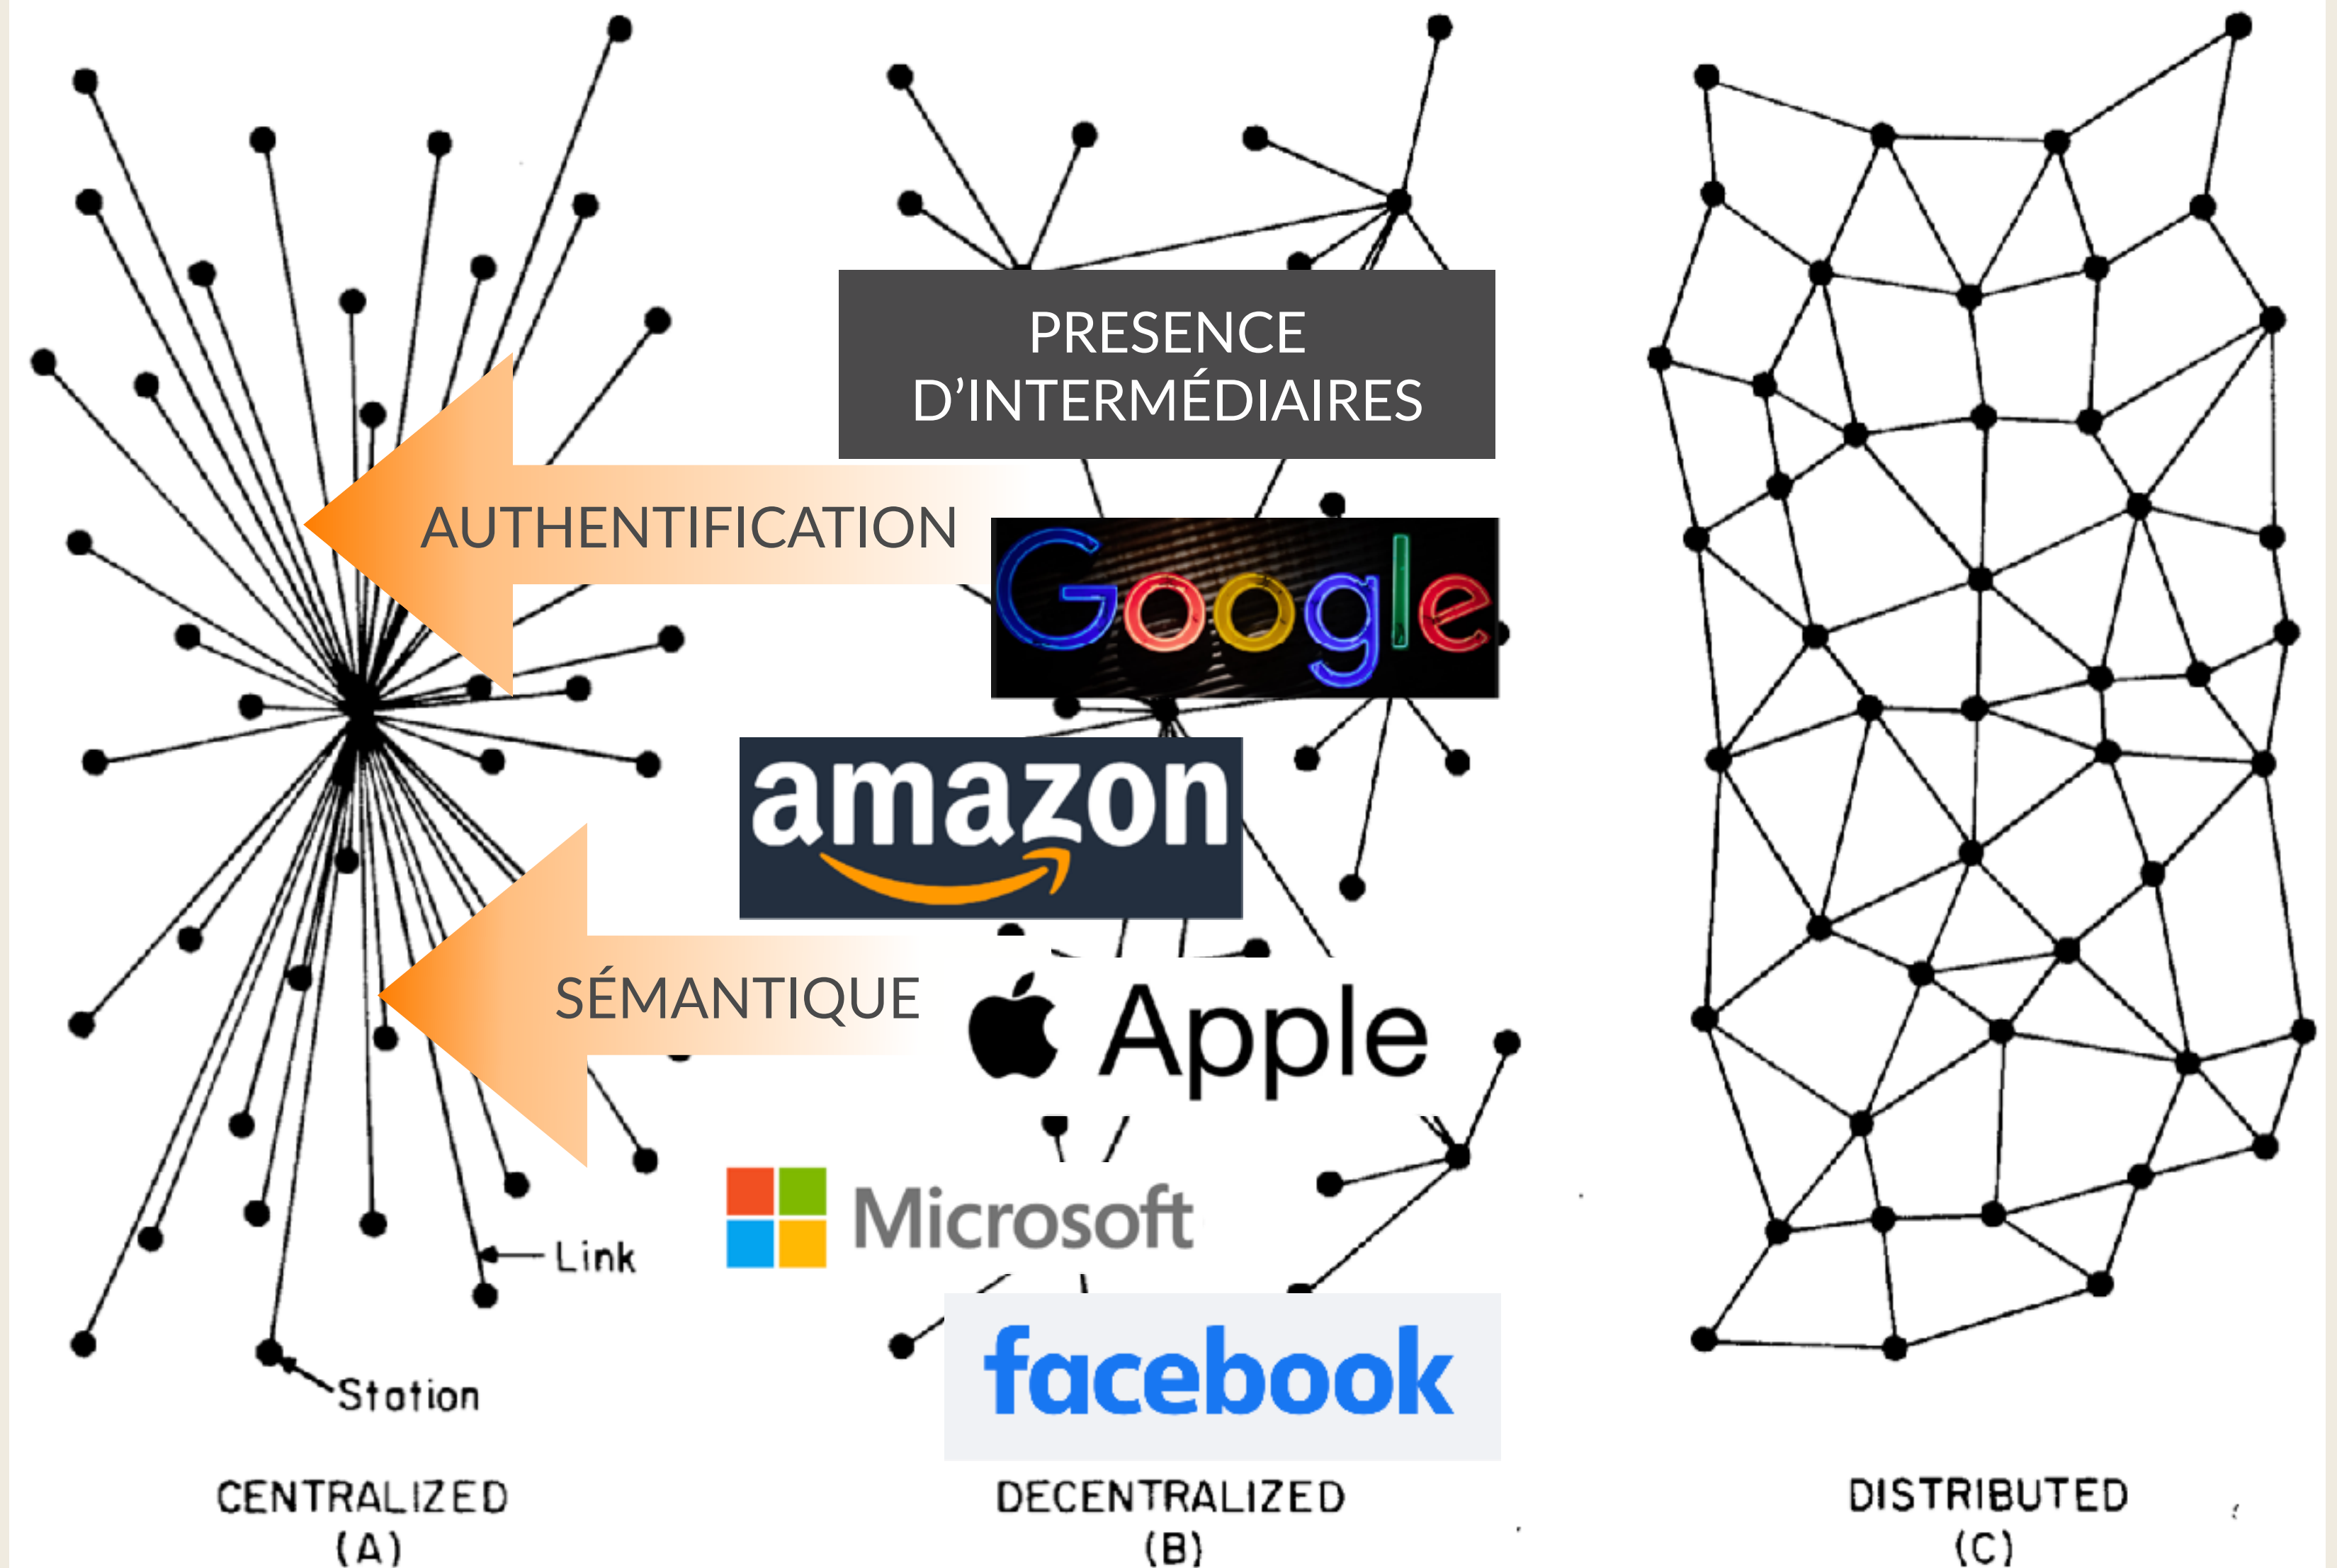 PRESENCE
D’INTERMÉDIAIRES
AUTHENTIFICATION
Google
amazon
SÉMANTIQUE
Apple
Microsoft
Link
facebook
Station
CENTRALIZED
(A)
DECENTRALIZED
(B)
DISTRIBUTED
(C)